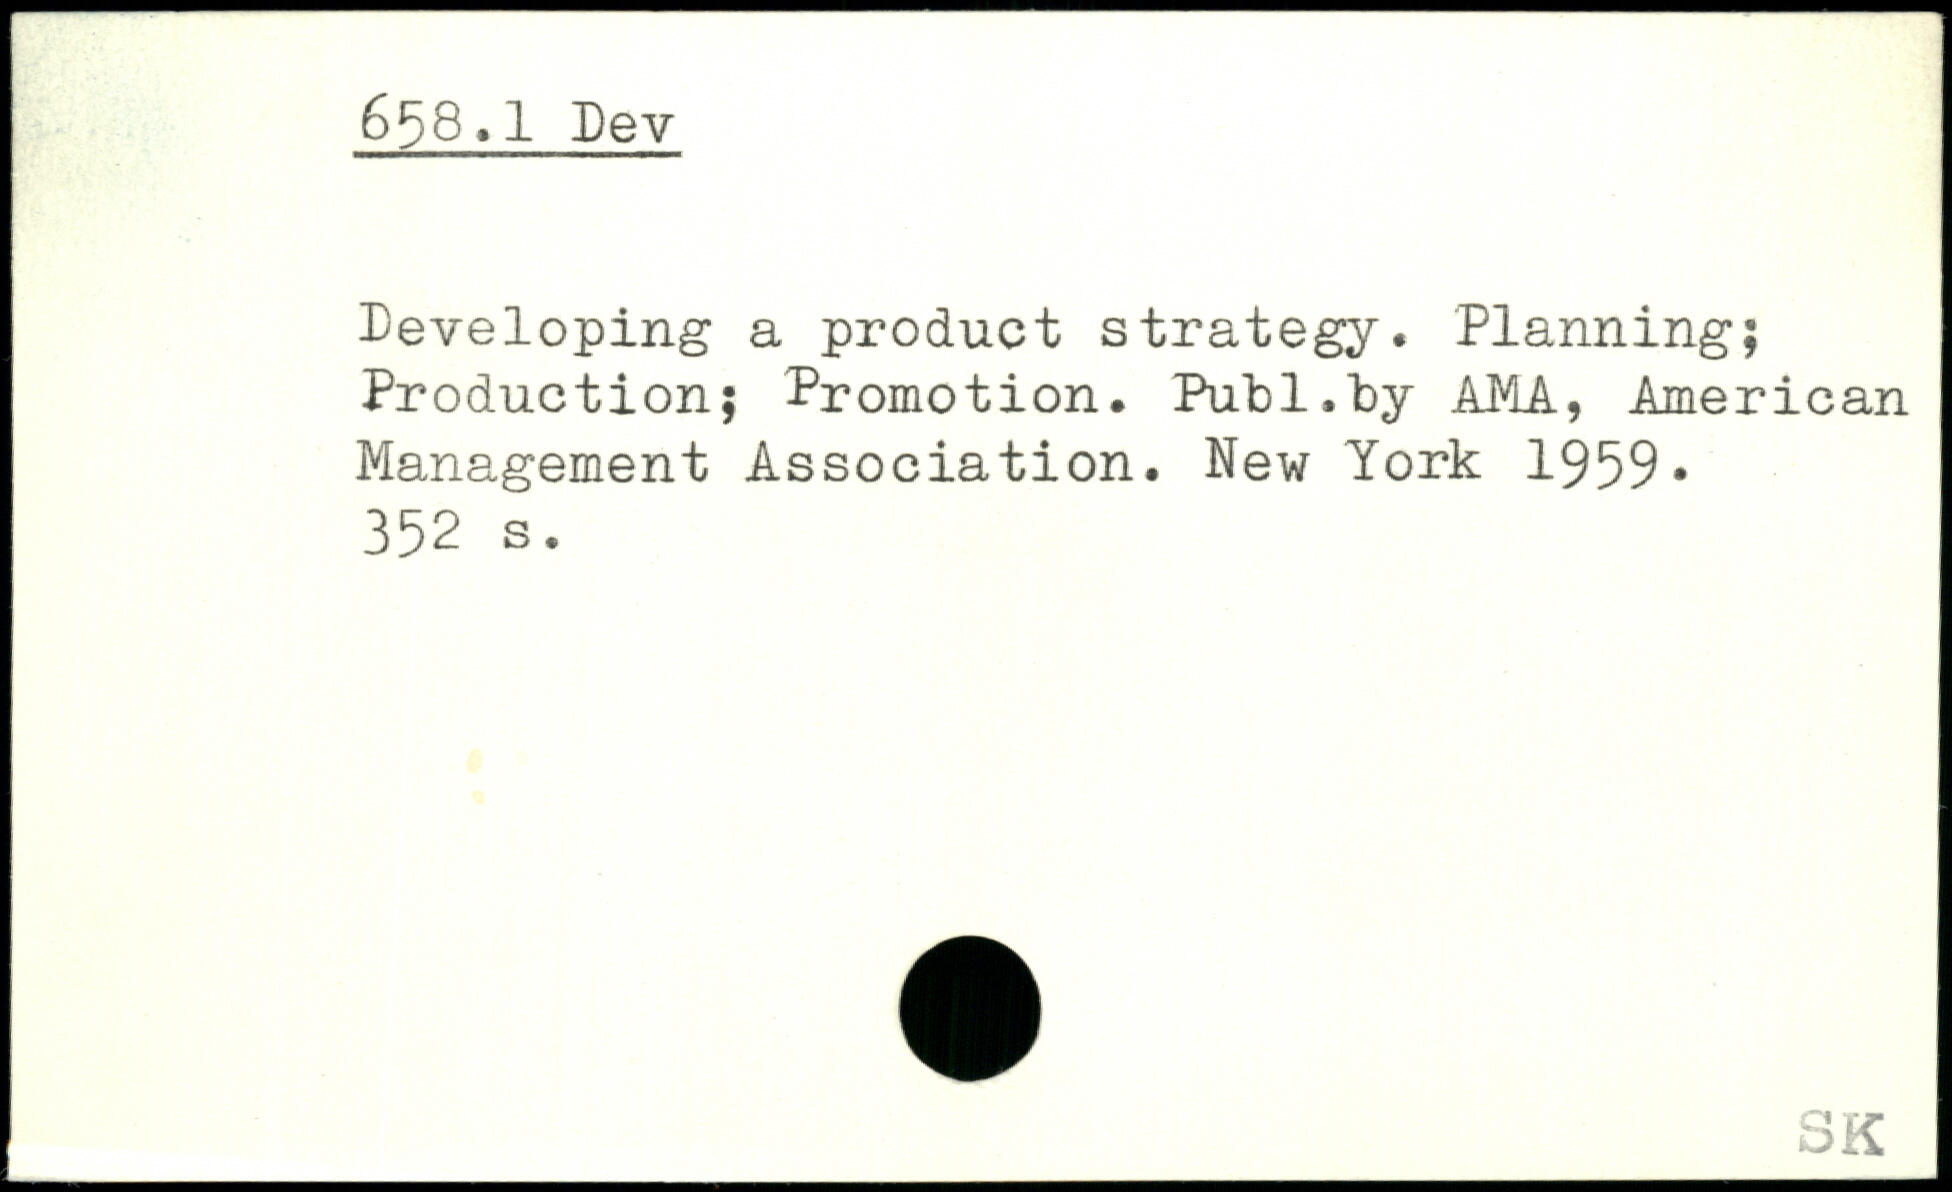 658.1 Dev
Developing a product strategy. Planning;
Production; Promotion. Publ.by AMA, American
Management Association. New York 1959.
352 s.
SK